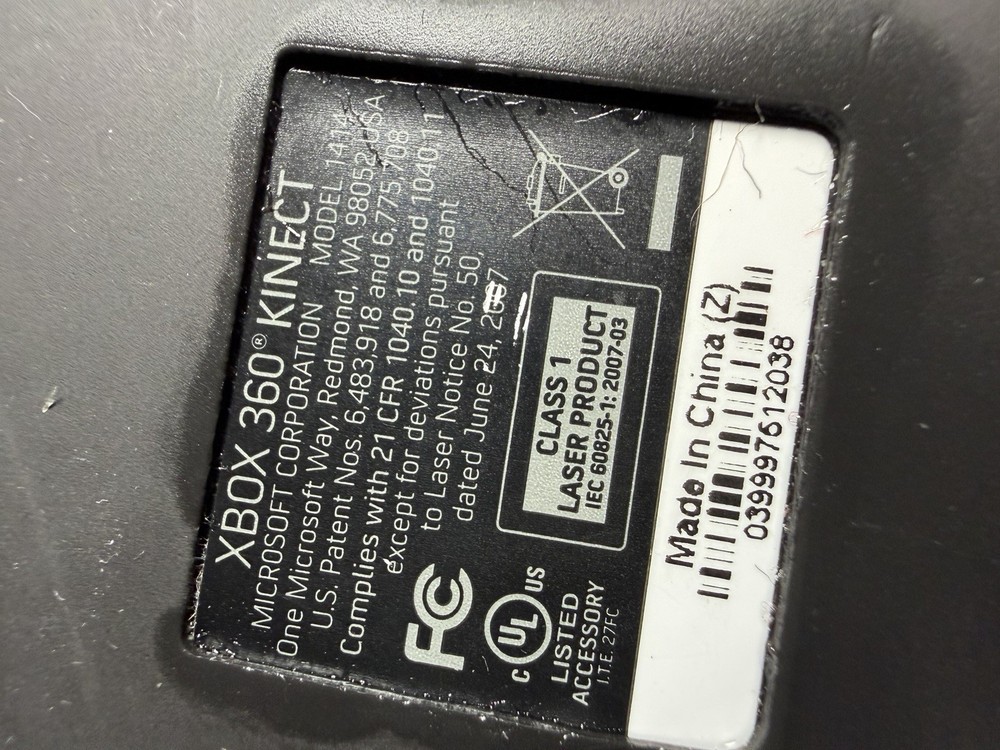 XBOX 360® KINECT
MICROSOFT CORPORATION MODEL 1414
One Microsoft Way, Redmond, WA 98052 USA
U.S. Patent Nos. 6,483,918 and 6,775,708
Complies with 21 CFR 1040.10 and 1040.11
except for deviations pursuant
to Laser Notice No. 50,
dated June 24, 2007
FC
CLASS 1
LASER PRODUCT
IEC 60825-1: 2007-03
C UL US
LISTED
ACCESSORY
I.T.E. 27FC
Made In China (Z)
0399997612038